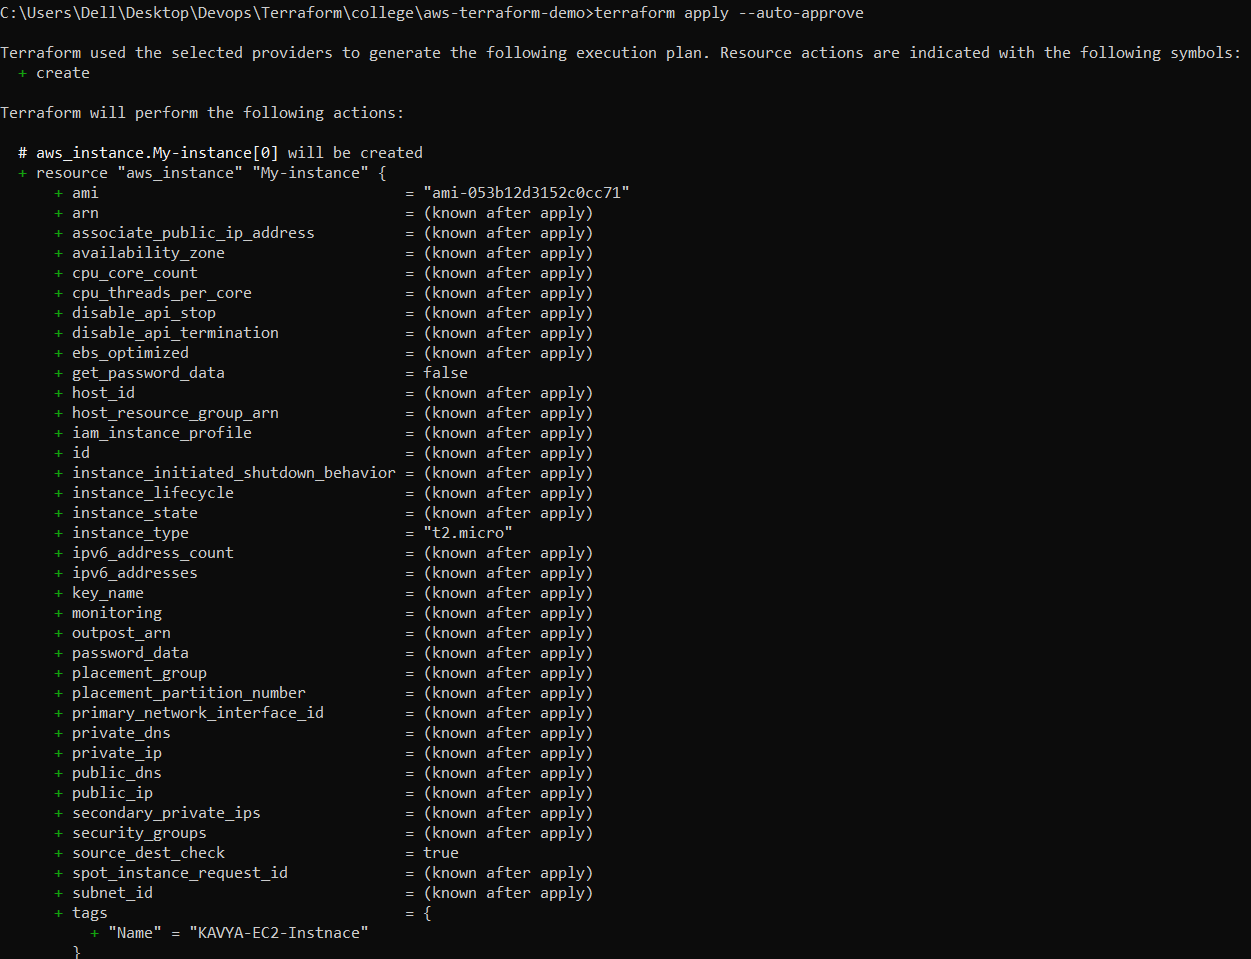 C:\Users\Dell\Desktop\Devops\Terraform\college\aws-terraform-demo>terraform apply --auto-approve
Terraform used the selected providers to generate the following execution plan. Resource actions are indicated with the following symbols:
+ create
Terraform will perform the following actions:
# aws_instance.My-instance[0] will be created
+ resource "aws_instance" "My-instance" {
+ ami = "ami-053b12d3152c0cc71"
+ arn = (known after apply)
+ associate_public_ip_address = (known after apply)
+ availability_zone = (known after apply)
+ cpu_core_count = (known after apply)
+ cpu_threads_per_core = (known after apply)
+ disable_api_stop = (known after apply)
+ disable_api_termination = (known after apply)
+ ebs_optimized = (known after apply)
+ get_password_data = false
+ host_id = (known after apply)
+ host_resource_group_arn = (known after apply)
+ iam_instance_profile = (known after apply)
+ id = (known after apply)
+ instance_initiated_shutdown_behavior = (known after apply)
+ instance_lifecycle = (known after apply)
+ instance_state = (known after apply)
+ instance_type = "t2.micro"
+ ipv6_address_count = (known after apply)
+ ipv6_addresses = (known after apply)
+ key_name = (known after apply)
+ monitoring = (known after apply)
+ outpost_arn = (known after apply)
+ password_data = (known after apply)
+ placement_group = (known after apply)
+ placement_partition_number = (known after apply)
+ primary_network_interface_id = (known after apply)
+ private_dns = (known after apply)
+ private_ip = (known after apply)
+ public_dns = (known after apply)
+ public_ip = (known after apply)
+ secondary_private_ips = (known after apply)
+ security_groups = (known after apply)
+ source_dest_check = true
+ spot_instance_request_id = (known after apply)
+ subnet_id = (known after apply)
+ tags = {
+ "Name" = "KAVYA-EC2-Instnace"
}